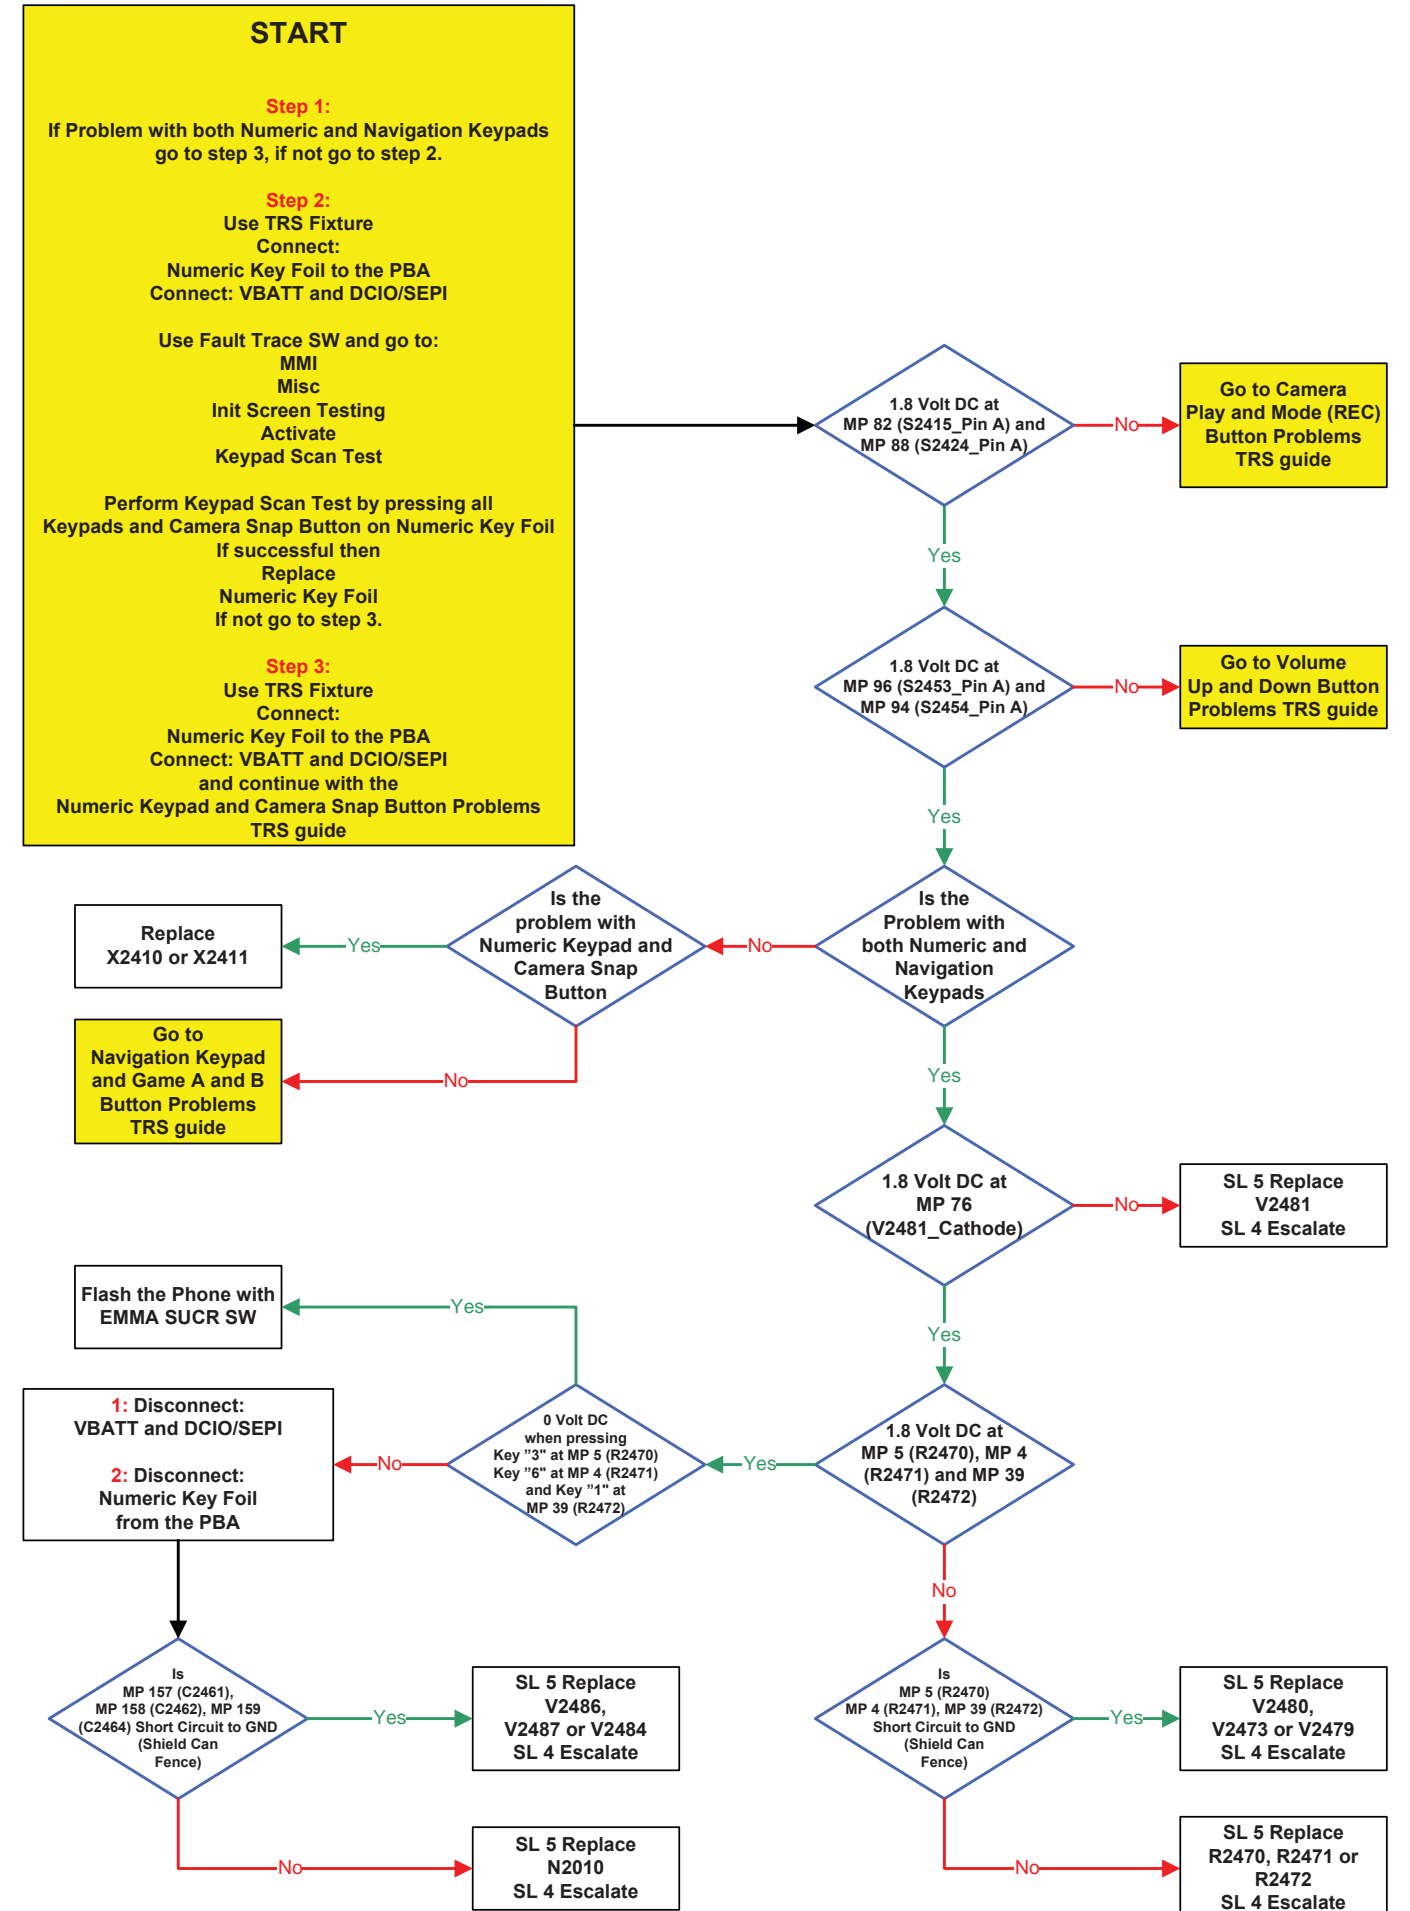 START
Step 1:
If Problem with both Numeric and Navigation Keypads
go to step 3, if not go to step 2.
Step 2:
Use TRS Fixture
Connect:
Numeric Key Foil to the PBA
Connect: VBATT and DCIO/SEPI
Use Fault Trace SW and go to:
MMI
Misc
Init Screen Testing
Activate
Keypad Scan Test
Perform Keypad Scan Test by pressing all
Keypads and Camera Snap Button on Numeric Key Foil
If successful then
Replace
Numeric Key Foil
If not go to step 3.
Step 3:
Use TRS Fixture
Connect:
Numeric Key Foil to the PBA
Connect: VBATT and DCIO/SEPI
and continue with the
Numeric Keypad and Camera Snap Button Problems
TRS guide
1.8 Volt DC at
MP 82 (S2415_Pin A) and
MP 88 (S2424_Pin A)
No
Go to Camera
Play and Mode (REC)
Button Problems
TRS guide
Yes
1.8 Volt DC at
MP 96 (S2453_Pin A) and
MP 94 (S2454_Pin A)
No
Go to Volume
Up and Down Button
Problems TRS guide
Yes
Is the
Problem with
both Numeric and
Navigation
Keypads
No
Is the
problem with
Numeric Keypad and
Camera Snap
Button
Yes
Replace
X2410 or X2411
No
Go to
Navigation Keypad
and Game A and B
Button Problems
TRS guide
Yes
1.8 Volt DC at
MP 76
(V2481_Cathode)
No
SL 5 Replace
V2481
SL 4 Escalate
Yes
1.8 Volt DC at
MP 5 (R2470), MP 4
(R2471) and MP 39
(R2472)
Yes
0 Volt DC
when pressing
Key ”3" at MP 5 (R2470)
Key ”6" at MP 4 (R2471)
and Key ”1" at
MP 39 (R2472)
Yes
Flash the Phone with
EMMA SUCR SW
No
1: Disconnect:
VBATT and DCIO/SEPI
2: Disconnect:
Numeric Key Foil
from the PBA
Is
MP 157 (C2461),
MP 158 (C2462), MP 159
(C2464) Short Circuit to GND
(Shield Can
Fence)
Yes
SL 5 Replace
V2486,
V2487 or V2484
SL 4 Escalate
No
SL 5 Replace
N2010
SL 4 Escalate
No
Is
MP 5 (R2470)
MP 4 (R2471), MP 39 (R2472)
Short Circuit to GND
(Shield Can
Fence)
Yes
SL 5 Replace
V2480,
V2473 or V2479
SL 4 Escalate
No
SL 5 Replace
R2470, R2471 or
R2472
SL 4 Escalate